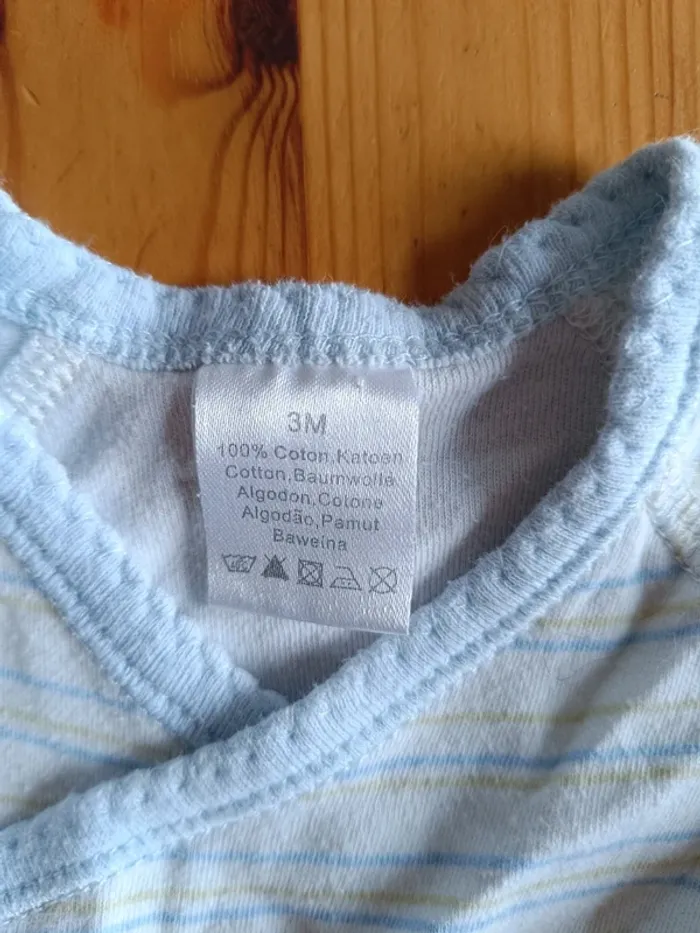 3M
100% Coton,Katoen
Cotton,Baumwolle
Algodon,Cotone
Algodão,Pamut
Bawełna